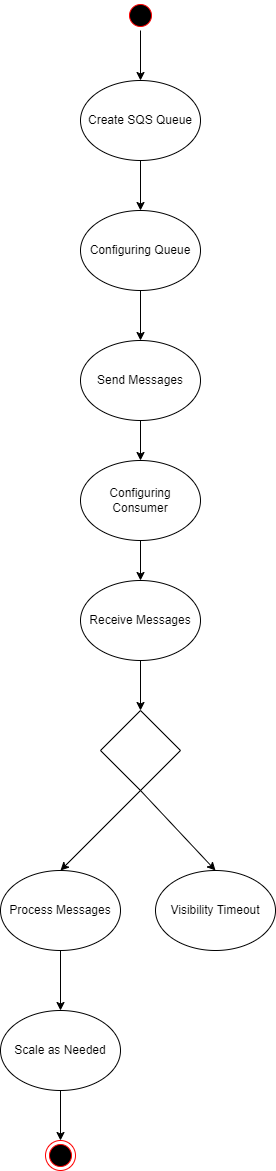 Create SQS Queue
Configuring Queue
Send Messages
Configuring
Consumer
Receive Messages
Process Messages
Visibility Timeout
Scale as Needed